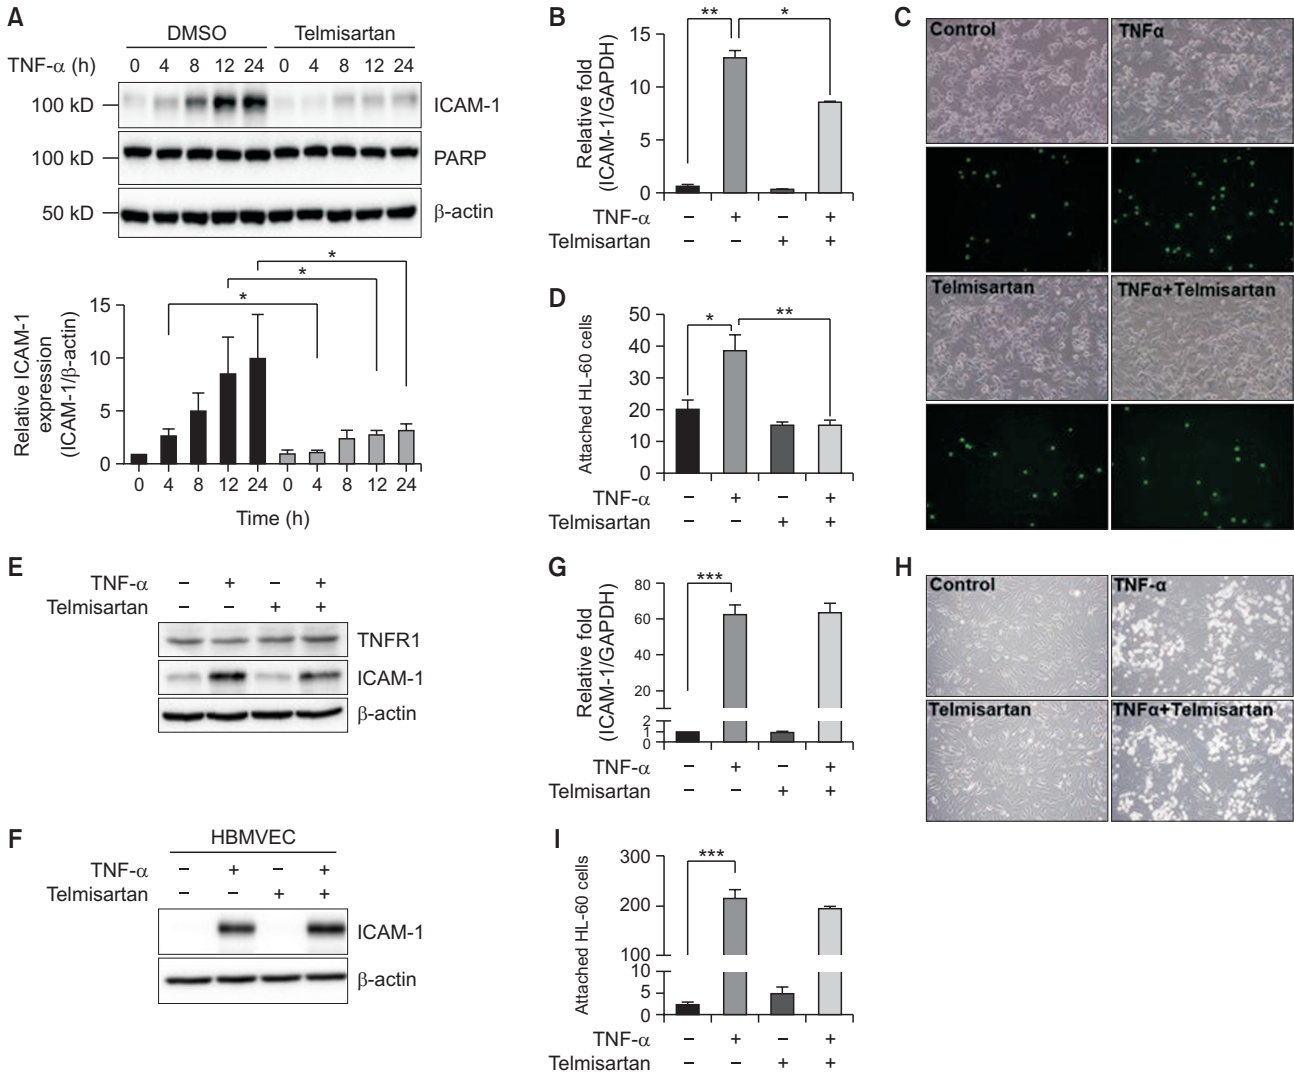 A
DMSO Telmisartan
TNF-α (h) 0 4 8 12 24 0 4 8 12 24
100 kD ICAM-1
100 kD PARP
50 kD β-actin
Relative ICAM-1
expression
(ICAM-1/β-actin)
15
10
5
0
* * *
0 4 8 12 24 0 4 8 12 24
Time (h)
B
Relative fold
(ICAM-1/GAPDH)
15
10
5
0
** *
TNF-α − + − +
Telmisartan − − + +
C
Control TNFα
Telmisartan TNFα+Telmisartan
D
Attached HL-60 cells
50
40
30
20
10
0
* **
TNF-α − + − +
Telmisartan − − + +
E
TNF-α − + − +
Telmisartan − − + +
TNFR1
ICAM-1
β-actin
F
HBMVEC
TNF-α − + − +
Telmisartan − − + +
ICAM-1
β-actin
G
Relative fold
(ICAM-1/GAPDH)
80
60
40
20
2
1
0
***
TNF-α − + − +
Telmisartan − − + +
H
Control TNF-α
Telmisartan TNFα+Telmisartan
I
Attached HL-60 cells
300
200
100
10
5
0
***
TNF-α − + − +
Telmisartan − − + +